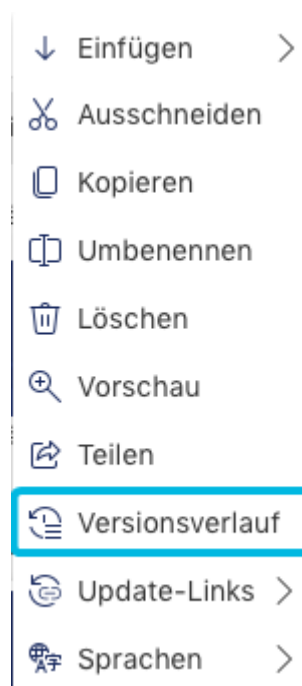 Einfügen
Ausschneiden
Kopieren
Umbenennen
Löschen
Vorschau
Teilen
Versionsverlauf
Update-Links
Sprachen